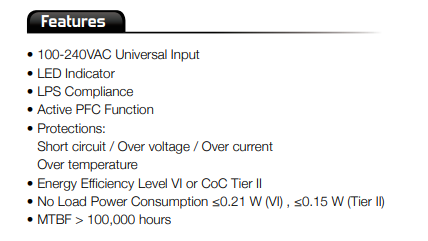 Features
• 100-240VAC Universal Input
• LED Indicator
• LPS Compliance
• Active PFC Function
• Protections:
Short circuit / Over voltage / Over current
Over temperature
• Energy Efficiency Level VI or CoC Tier II
• No Load Power Consumption ≤0.21 W (VI) , ≤0.15 W (Tier II)
• MTBF > 100,000 hours